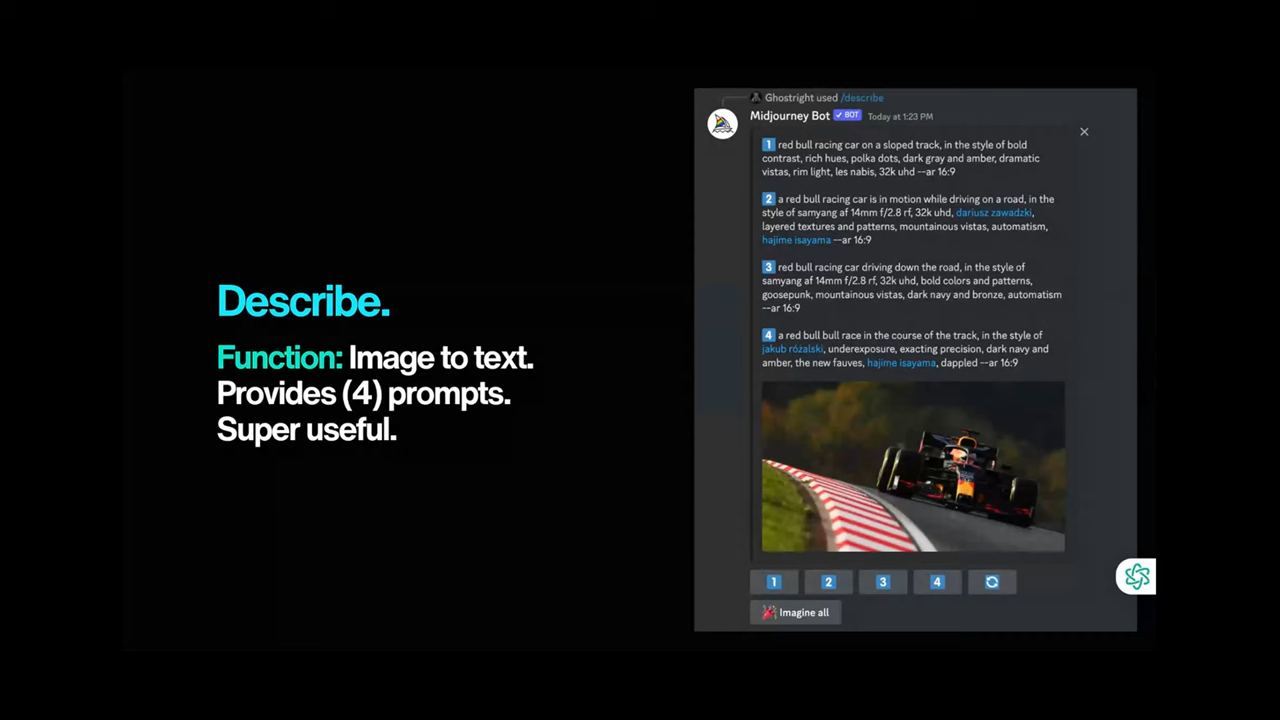 Describe.
Function: Image to text.
Provides (4) prompts.
Super useful.
Ghostright used /describe
Midjourney Bot ✓ BOT Today at 1:23 PM
1 red bull racing car on a sloped track, in the style of bold
contrast, rich hues, polka dots, dark gray and amber, dramatic
vistas, rim light, les nabis, 32k uhd --ar 16:9
2 a red bull racing car is in motion while driving on a road, in the
style of samyang af 14mm f/2.8 rf, 32k uhd, dariusz zawadzki,
layered textures and patterns, mountainous vistas, automatism,
hajime isayama --ar 16:9
3 red bull racing car driving down the road, in the style of
samyang af 14mm f/2.8 rf, 32k uhd, bold colors and patterns,
goosepunk, mountainous vistas, dark navy and bronze, automatism
--ar 16:9
4 a red bull bull race in the course of the track, in the style of
jakub różalski, underexposure, exacting precision, dark navy and
amber, the new fauves, hajime isayama, dappled --ar 16:9
1 2 3 4
Imagine all